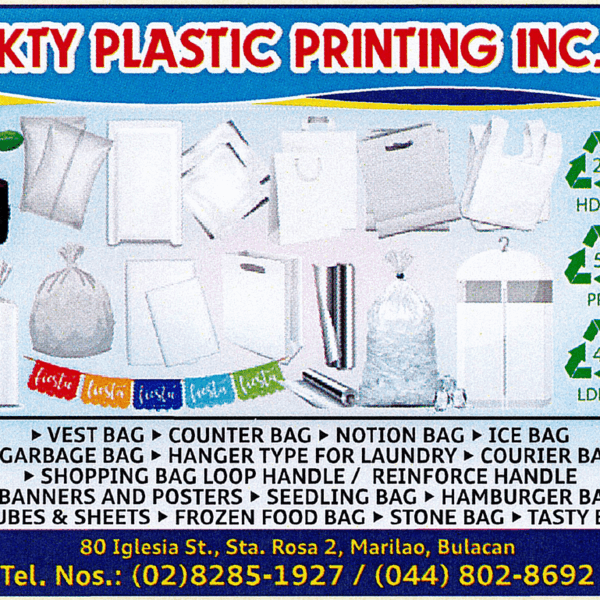 KTY PLASTIC PRINTING INC.
2
HD
5
P
4
LD
fiesta fiesta fiesta fiesta fiesta
▸ VEST BAG ▸ COUNTER BAG ▸ NOTION BAG ▸ ICE BAG
GARBAGE BAG ▸ HANGER TYPE FOR LAUNDRY ▸ COURIER BA
▸ SHOPPING BAG LOOP HANDLE / REINFORCE HANDLE
BANNERS AND POSTERS ▸ SEEDLING BAG ▸ HAMBURGER BA
UBES & SHEETS ▸ FROZEN FOOD BAG ▸ STONE BAG ▸ TASTY B
80 Iglesia St., Sta. Rosa 2, Marilao, Bulacan
Tel. Nos.: (02)8285-1927 / (044) 802-8692